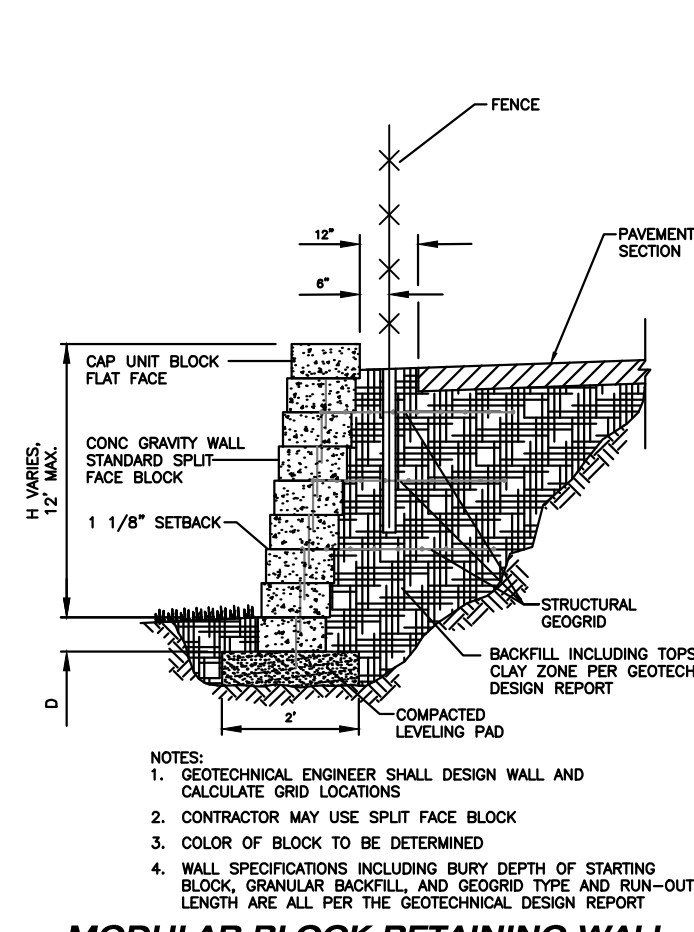 FENCE
12"
PAVEMENT
SECTION
6"
CAP UNIT BLOCK
FLAT FACE
H VARIES,
12' MAX.
CONC GRAVITY WALL
STANDARD SPLIT
FACE BLOCK
1 1/8" SETBACK
STRUCTURAL
GEOGRID
BACKFILL INCLUDING TOPS
CLAY ZONE PER GEOTECH
DESIGN REPORT
D
2'
COMPACTED
LEVELING PAD
NOTES:
1. GEOTECHNICAL ENGINEER SHALL DESIGN WALL AND
CALCULATE GRID LOCATIONS
2. CONTRACTOR MAY USE SPLIT FACE BLOCK
3. COLOR OF BLOCK TO BE DETERMINED
4. WALL SPECIFICATIONS INCLUDING BURY DEPTH OF STARTING
BLOCK, GRANULAR BACKFILL, AND GEOGRID TYPE AND RUN-OUT
LENGTH ARE ALL PER THE GEOTECHNICAL DESIGN REPORT
MODULAR BLOCK RETAINING WALL